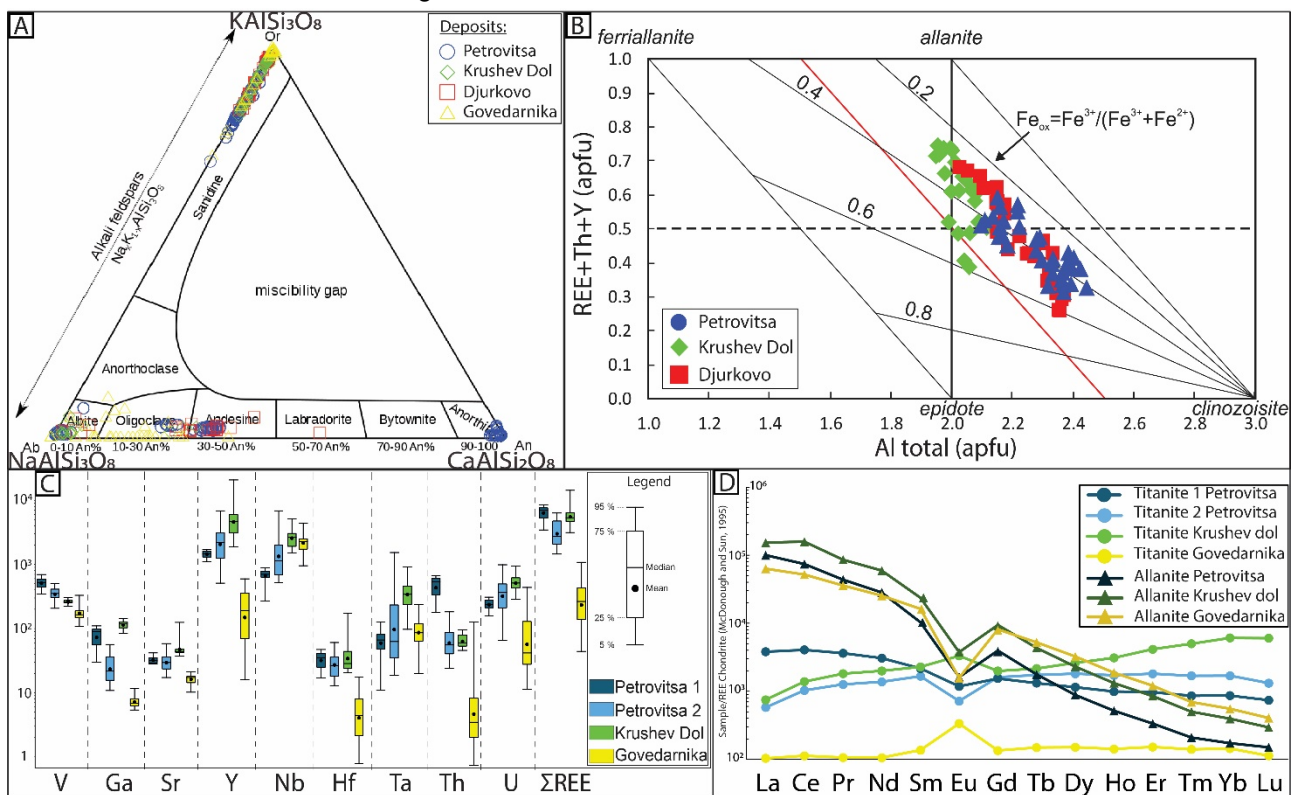 A
KAlSi₃O₈
Or
Deposits:
Petrovitsa
Krushev Dol
Djurkovo
Govedarnika
Alkali feldspars
NaₓK₁₋ₓAlSi₃O₈
Sanidine
miscibility gap
Anorthoclase
Albite
Oligoclase
Andesine
Labradorite
Bytownite
Anorthite
Ab
0-10 An%
10-30 An%
30-50 An%
50-70 An%
70-90 An%
90-100
An
NaAlSi₃O₈
CaAlSi₂O₈
B
ferriallanite
allanite
1.0
0.9
0.8
0.7
0.6
0.5
0.4
0.3
0.2
0.1
0.0
REE+Th+Y (apfu)
0.4
0.2
0.6
0.8
Feₒₓ=Fe³⁺/(Fe³⁺+Fe²⁺)
Petrovitsa
Krushev Dol
Djurkovo
epidote
clinozoisite
1.0 1.2 1.4 1.6 1.8 2.0 2.2 2.4 2.6 2.8 3.0
Al total (apfu)
C
10⁴
10³
10²
10
1
Legend
95 %
75 %
Median
Mean
25 %
5 %
Petrovitsa 1
Petrovitsa 2
Krushev Dol
Govedarnika
V Ga Sr Y Nb Hf Ta Th U ΣREE
D
Sample/REE Chondrite (McDonough and Sun, 1995)
10⁶
10⁵
10⁴
10³
10²
Titanite 1 Petrovitsa
Titanite 2 Petrovitsa
Titanite Krushev dol
Titanite Govedarnika
Allanite Petrovitsa
Allanite Krushev dol
Allanite Govedarnika
La Ce Pr Nd Sm Eu Gd Tb Dy Ho Er Tm Yb Lu